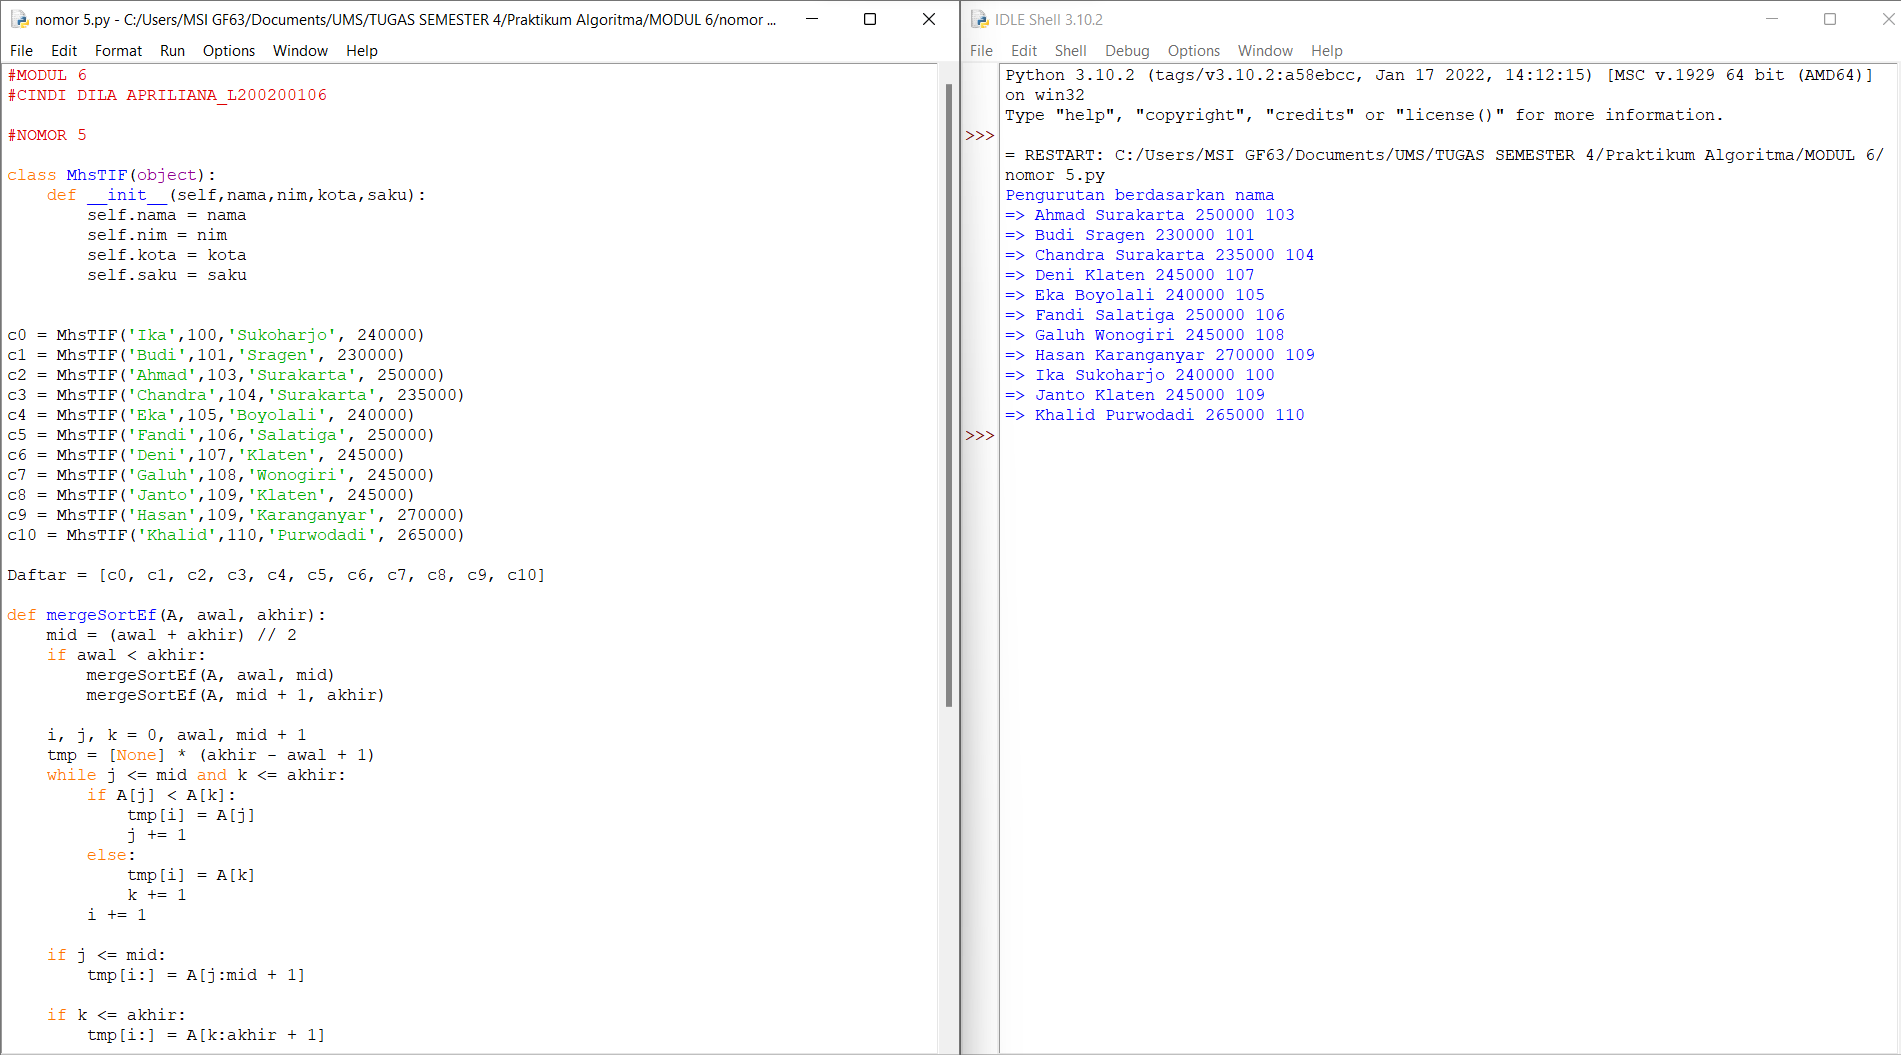 nomor 5.py - C:/Users/MSI GF63/Documents/UMS/TUGAS SEMESTER 4/Praktikum Algoritma/MODUL 6/nomor ...
File Edit Format Run Options Window Help
#MODUL 6
#CINDI DILA APRILIANA_L200200106

#NOMOR 5

class MhsTIF(object):
    def __init__(self,nama,nim,kota,saku):
        self.nama = nama
        self.nim = nim
        self.kota = kota
        self.saku = saku


c0 = MhsTIF('Ika',100,'Sukoharjo', 240000)
c1 = MhsTIF('Budi',101,'Sragen', 230000)
c2 = MhsTIF('Ahmad',103,'Surakarta', 250000)
c3 = MhsTIF('Chandra',104,'Surakarta', 235000)
c4 = MhsTIF('Eka',105,'Boyolali', 240000)
c5 = MhsTIF('Fandi',106,'Salatiga', 250000)
c6 = MhsTIF('Deni',107,'Klaten', 245000)
c7 = MhsTIF('Galuh',108,'Wonogiri', 245000)
c8 = MhsTIF('Janto',109,'Klaten', 245000)
c9 = MhsTIF('Hasan',109,'Karanganyar', 270000)
c10 = MhsTIF('Khalid',110,'Purwodadi', 265000)

Daftar = [c0, c1, c2, c3, c4, c5, c6, c7, c8, c9, c10]

def mergeSortEf(A, awal, akhir):
    mid = (awal + akhir) // 2
    if awal < akhir:
        mergeSortEf(A, awal, mid)
        mergeSortEf(A, mid + 1, akhir)

    i, j, k = 0, awal, mid + 1
    tmp = [None] * (akhir - awal + 1)
    while j <= mid and k <= akhir:
        if A[j] < A[k]:
            tmp[i] = A[j]
            j += 1
        else:
            tmp[i] = A[k]
            k += 1
        i += 1

    if j <= mid:
        tmp[i:] = A[j:mid + 1]

    if k <= akhir:
        tmp[i:] = A[k:akhir + 1]
IDLE Shell 3.10.2
File Edit Shell Debug Options Window Help
Python 3.10.2 (tags/v3.10.2:a58ebcc, Jan 17 2022, 14:12:15) [MSC v.1929 64 bit (AMD64)]
on win32
Type "help", "copyright", "credits" or "license()" for more information.
>>>
= RESTART: C:/Users/MSI GF63/Documents/UMS/TUGAS SEMESTER 4/Praktikum Algoritma/MODUL 6/
nomor 5.py
Pengurutan berdasarkan nama
=> Ahmad Surakarta 250000 103
=> Budi Sragen 230000 101
=> Chandra Surakarta 235000 104
=> Deni Klaten 245000 107
=> Eka Boyolali 240000 105
=> Fandi Salatiga 250000 106
=> Galuh Wonogiri 245000 108
=> Hasan Karanganyar 270000 109
=> Ika Sukoharjo 240000 100
=> Janto Klaten 245000 109
=> Khalid Purwodadi 265000 110
>>>